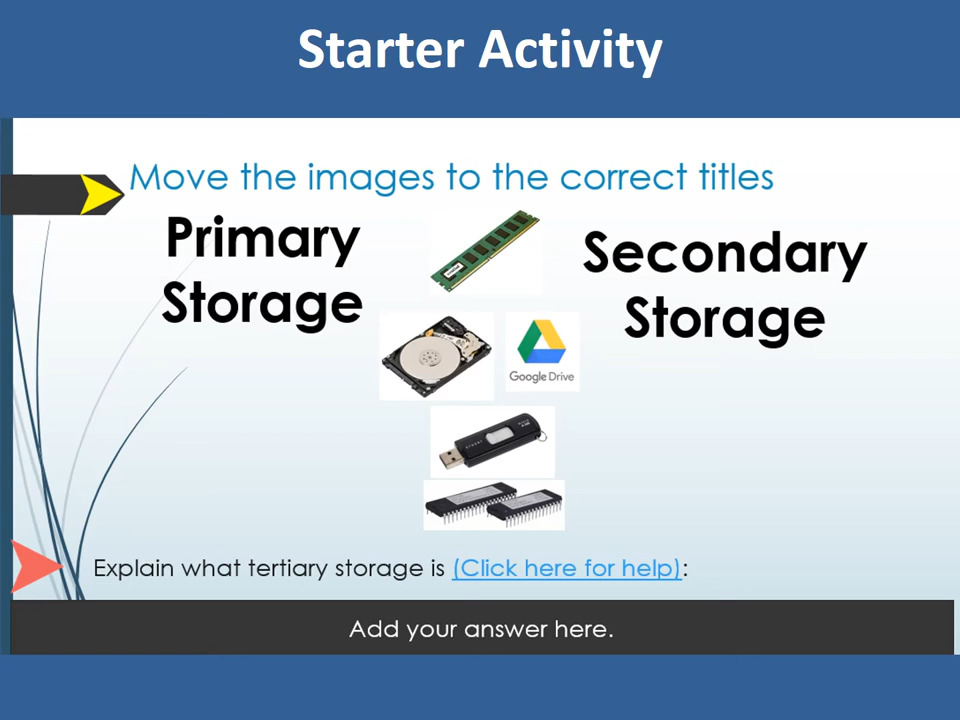 Starter Activity
Move the images to the correct titles
Primary
Storage
Secondary
Storage
Google Drive
Explain what tertiary storage is (Click here for help):
Add your answer here.